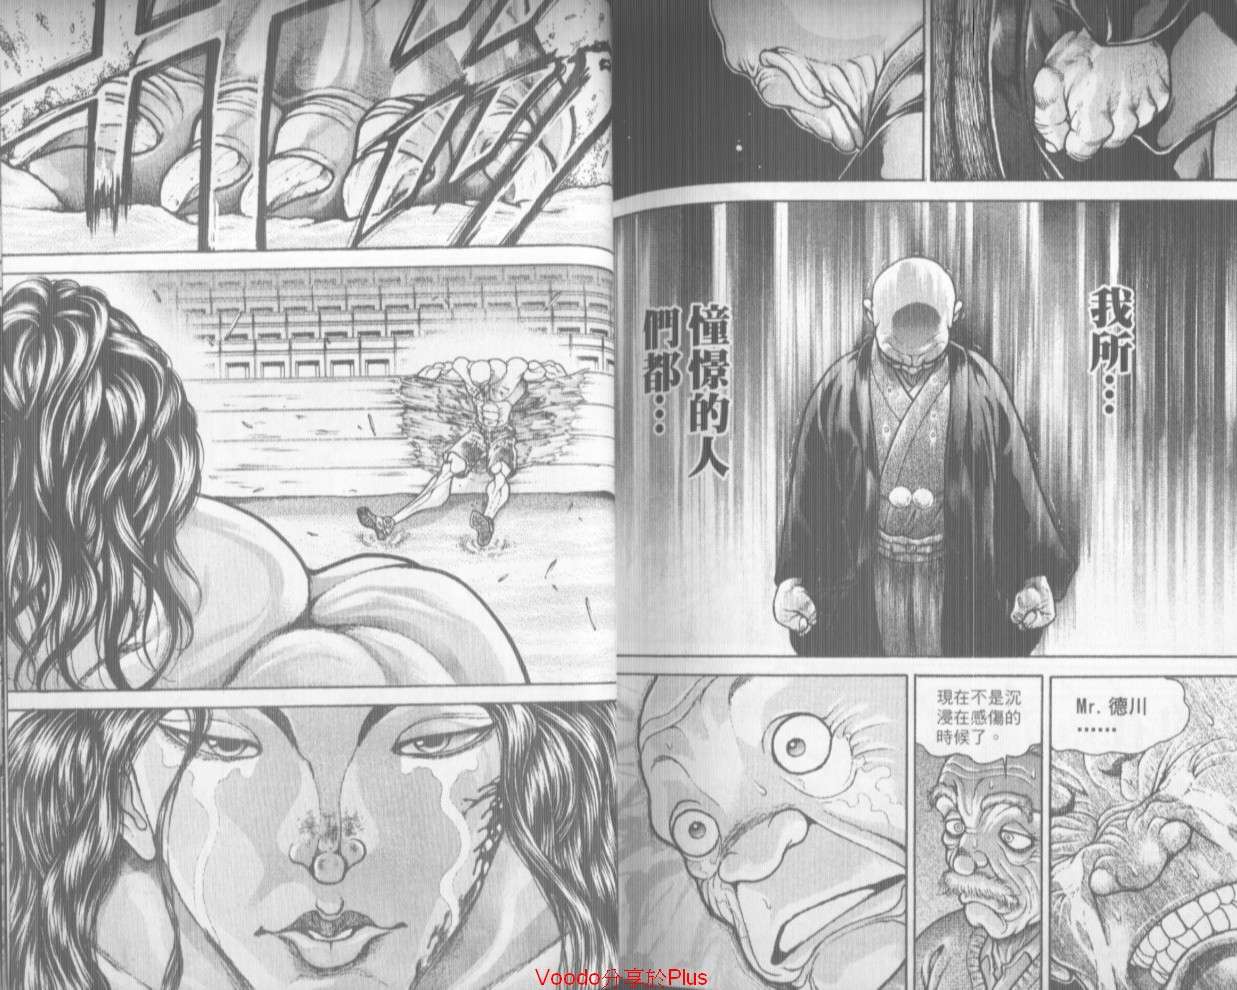 我所…
憧憬的人
們都…
Mr. 德川
……
現在不是沉
浸在感傷的
時候了。
Voodo分享於Plus